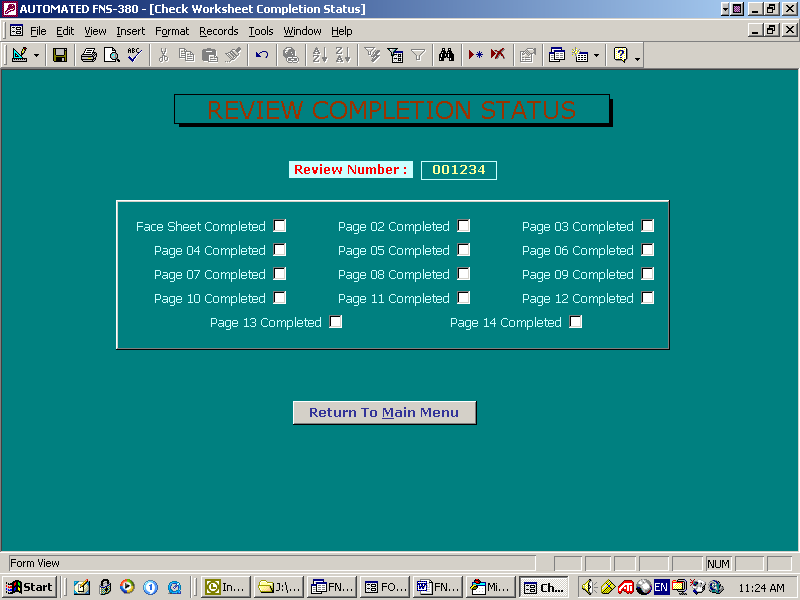 AUTOMATED FNS-380 - [Check Worksheet Completion Status]
File Edit View Insert Format Records Tools Window Help
REVIEW COMPLETION STATUS
Review Number : 001234
Face Sheet Completed Page 02 Completed Page 03 Completed
Page 04 Completed Page 05 Completed Page 06 Completed
Page 07 Completed Page 08 Completed Page 09 Completed
Page 10 Completed Page 11 Completed Page 12 Completed
Page 13 Completed Page 14 Completed
Return To Main Menu
Form View NUM
Start In... J:\... FN... FO... FN... Mi... Ch... EN 11:24 AM